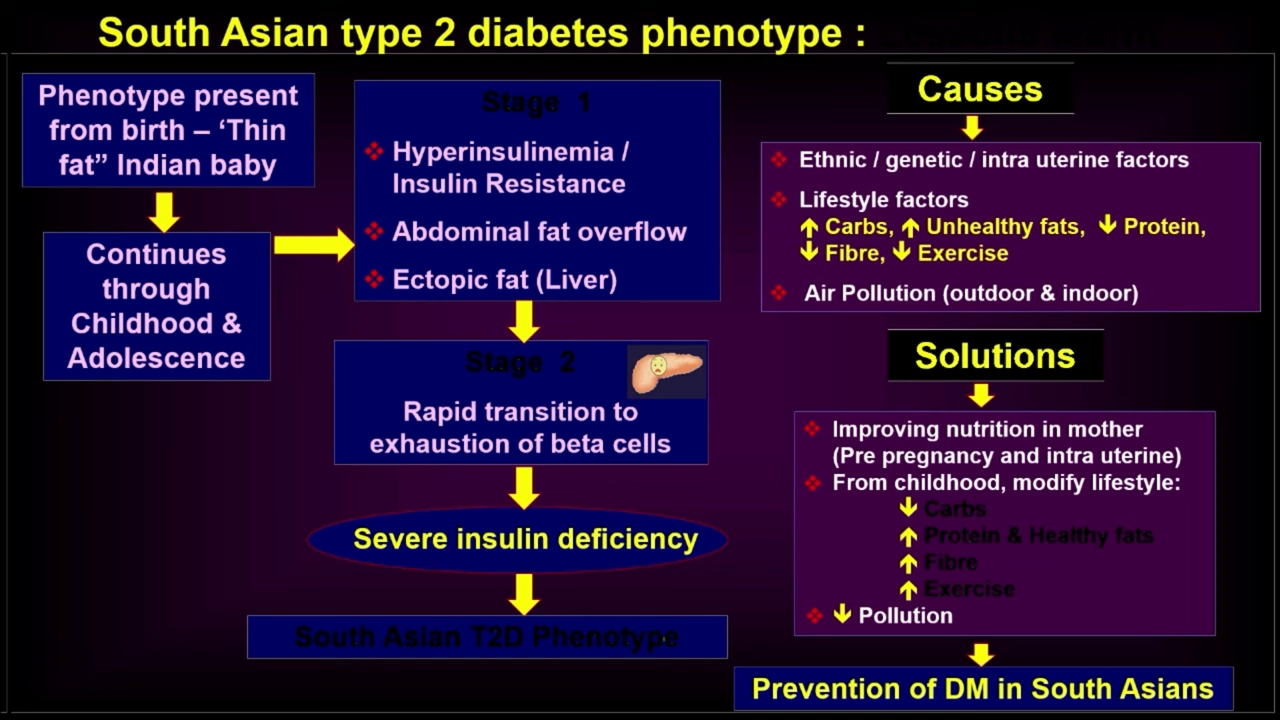 South Asian type 2 diabetes phenotype :
Phenotype present
from birth – ‘Thin
fat” Indian baby
Continues
through
Childhood &
Adolescence
Stage 1
Hyperinsulinemia /
Insulin Resistance
Abdominal fat overflow
Ectopic fat (Liver)
Stage 2
Rapid transition to
exhaustion of beta cells
Severe insulin deficiency
South Asian T2D Phenotype
Causes
Ethnic / genetic / intra uterine factors
Lifestyle factors
↑ Carbs, ↑ Unhealthy fats, ↓ Protein,
↓ Fibre, ↓ Exercise
Air Pollution (outdoor & indoor)
Solutions
Improving nutrition in mother
(Pre pregnancy and intra uterine)
From childhood, modify lifestyle:
↓ Carbs
↑ Protein & Healthy fats
↑ Fibre
↑ Exercise
↓ Pollution
Prevention of DM in South Asians